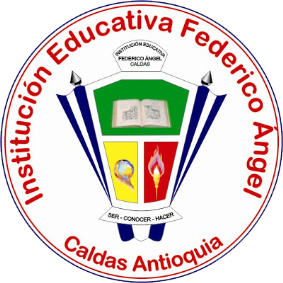 Institución Educativa Federico Ángel
INSTITUCIÓN EDUCATIVA
FEDERICO ÁNGEL
CALDAS
SER - CONOCER - HACER
Caldas Antioquia